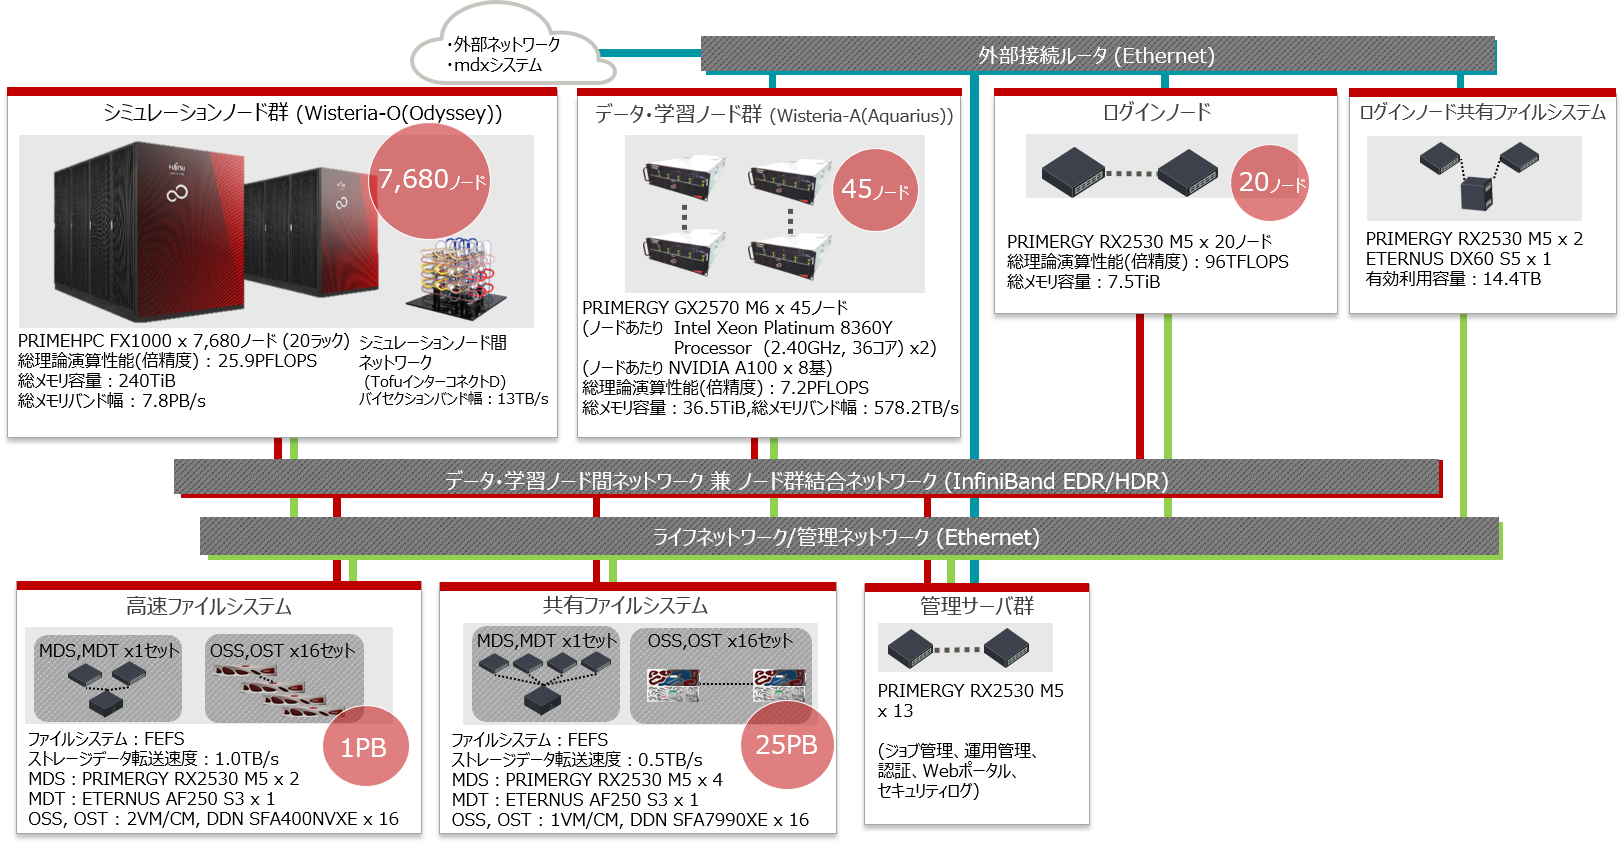 ・外部ネットワーク
・mdxシステム
外部接続ルータ (Ethernet)
シミュレーションノード群 (Wisteria-O(Odyssey))
7,680ノード
PRIMEHPC FX1000 x 7,680ノード (20ラック)
総理論演算性能(倍精度)：25.9PFLOPS
総メモリ容量：240TiB
総メモリバンド幅：7.8PB/s
シミュレーションノード間
ネットワーク
(TofuインターコネクトD)
バイセクションバンド幅：13TB/s
データ・学習ノード群 (Wisteria-A(Aquarius))
45ノード
PRIMERGY GX2570 M6 x 45ノード
(ノードあたり Intel Xeon Platinum 8360Y
Processor (2.40GHz, 36コア) x2)
(ノードあたり NVIDIA A100 x 8基)
総理論演算性能(倍精度)：7.2PFLOPS
総メモリ容量：36.5TiB,総メモリバンド幅：578.2TB/s
ログインノード
20ノード
PRIMERGY RX2530 M5 x 20ノード
総理論演算性能(倍精度)：96TFLOPS
総メモリ容量：7.5TiB
ログインノード共有ファイルシステム
PRIMERGY RX2530 M5 x 2
ETERNUS DX60 S5 x 1
有効利用容量：14.4TB
データ・学習ノード間ネットワーク 兼 ノード群結合ネットワーク (InfiniBand EDR/HDR)
ライフネットワーク/管理ネットワーク (Ethernet)
高速ファイルシステム
MDS,MDT x1セット
OSS,OST x16セット
1PB
ファイルシステム：FEFS
ストレージデータ転送速度：1.0TB/s
MDS：PRIMERGY RX2530 M5 x 2
MDT：ETERNUS AF250 S3 x 1
OSS, OST：2VM/CM, DDN SFA400NVXE x 16
共有ファイルシステム
MDS,MDT x1セット
OSS,OST x16セット
25PB
ファイルシステム：FEFS
ストレージデータ転送速度：0.5TB/s
MDS：PRIMERGY RX2530 M5 x 4
MDT：ETERNUS AF250 S3 x 1
OSS, OST：1VM/CM, DDN SFA7990XE x 16
管理サーバ群
PRIMERGY RX2530 M5
x 13
(ジョブ管理、運用管理、
認証、Webポータル、
セキュリティログ)